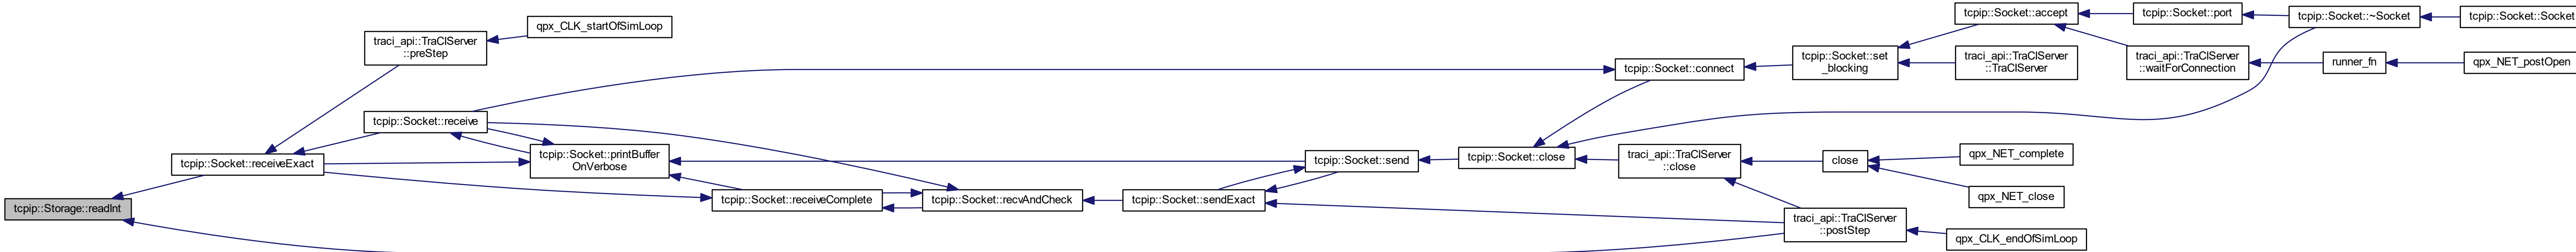 tcpip::Storage::readInt
tcpip::Socket::receiveExact
traci_api::TraCIServer
::preStep
qpx_CLK_startOfSimLoop
tcpip::Socket::receive
tcpip::Socket::printBuffer
OnVerbose
tcpip::Socket::receiveComplete
tcpip::Socket::recvAndCheck
tcpip::Socket::sendExact
tcpip::Socket::send
tcpip::Socket::close
tcpip::Socket::connect
traci_api::TraCIServer
::close
traci_api::TraCIServer
::postStep
tcpip::Socket::set
_blocking
close
tcpip::Socket::accept
traci_api::TraCIServer
::TraCIServer
qpx_NET_complete
qpx_NET_close
qpx_CLK_endOfSimLoop
tcpip::Socket::port
traci_api::TraCIServer
::waitForConnection
tcpip::Socket::~Socket
runner_fn
tcpip::Socket::Socket
qpx_NET_postOpen